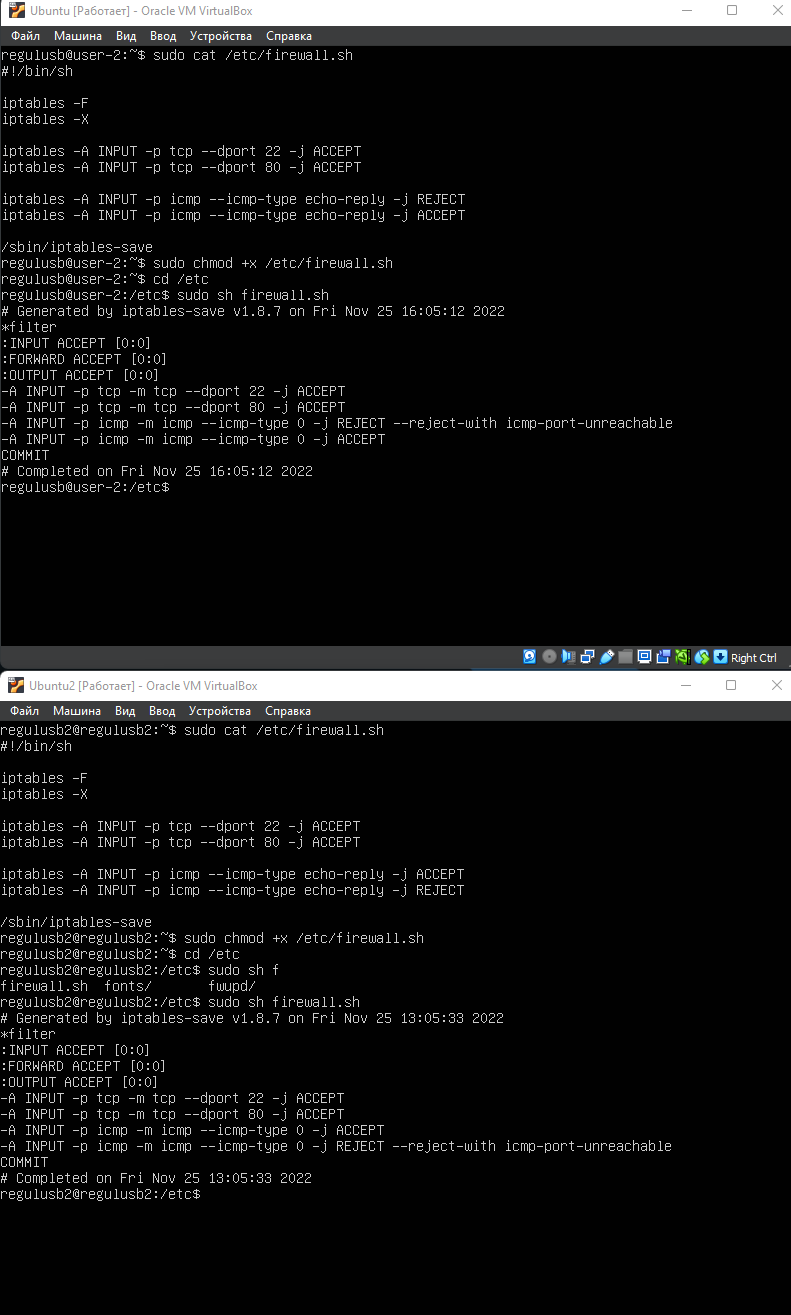 Ubuntu [Работает] - Oracle VM VirtualBox
Файл Машина Вид Ввод Устройства Справка
regulusb@user-2:~$ sudo cat /etc/firewall.sh
#!/bin/sh
iptables -F
iptables -X
iptables -A INPUT -p tcp --dport 22 -j ACCEPT
iptables -A INPUT -p tcp --dport 80 -j ACCEPT
iptables -A INPUT -p icmp --icmp-type echo-reply -j REJECT
iptables -A INPUT -p icmp --icmp-type echo-reply -j ACCEPT
/sbin/iptables-save
regulusb@user-2:~$ sudo chmod +x /etc/firewall.sh
regulusb@user-2:~$ cd /etc
regulusb@user-2:/etc$ sudo sh firewall.sh
# Generated by iptables-save v1.8.7 on Fri Nov 25 16:05:12 2022
*filter
:INPUT ACCEPT [0:0]
:FORWARD ACCEPT [0:0]
:OUTPUT ACCEPT [0:0]
-A INPUT -p tcp -m tcp --dport 22 -j ACCEPT
-A INPUT -p tcp -m tcp --dport 80 -j ACCEPT
-A INPUT -p icmp -m icmp --icmp-type 0 -j REJECT --reject-with icmp-port-unreachable
-A INPUT -p icmp -m icmp --icmp-type 0 -j ACCEPT
COMMIT
# Completed on Fri Nov 25 16:05:12 2022
regulusb@user-2:/etc$
Right Ctrl
Ubuntu2 [Работает] - Oracle VM VirtualBox
Файл Машина Вид Ввод Устройства Справка
regulusb2@regulusb2:~$ sudo cat /etc/firewall.sh
#!/bin/sh
iptables -F
iptables -X
iptables -A INPUT -p tcp --dport 22 -j ACCEPT
iptables -A INPUT -p tcp --dport 80 -j ACCEPT
iptables -A INPUT -p icmp --icmp-type echo-reply -j ACCEPT
iptables -A INPUT -p icmp --icmp-type echo-reply -j REJECT
/sbin/iptables-save
regulusb2@regulusb2:~$ sudo chmod +x /etc/firewall.sh
regulusb2@regulusb2:~$ cd /etc
regulusb2@regulusb2:/etc$ sudo sh f
firewall.sh fonts/ fwupd/
regulusb2@regulusb2:/etc$ sudo sh firewall.sh
# Generated by iptables-save v1.8.7 on Fri Nov 25 13:05:33 2022
*filter
:INPUT ACCEPT [0:0]
:FORWARD ACCEPT [0:0]
:OUTPUT ACCEPT [0:0]
-A INPUT -p tcp -m tcp --dport 22 -j ACCEPT
-A INPUT -p tcp -m tcp --dport 80 -j ACCEPT
-A INPUT -p icmp -m icmp --icmp-type 0 -j ACCEPT
-A INPUT -p icmp -m icmp --icmp-type 0 -j REJECT --reject-with icmp-port-unreachable
COMMIT
# Completed on Fri Nov 25 13:05:33 2022
regulusb2@regulusb2:/etc$